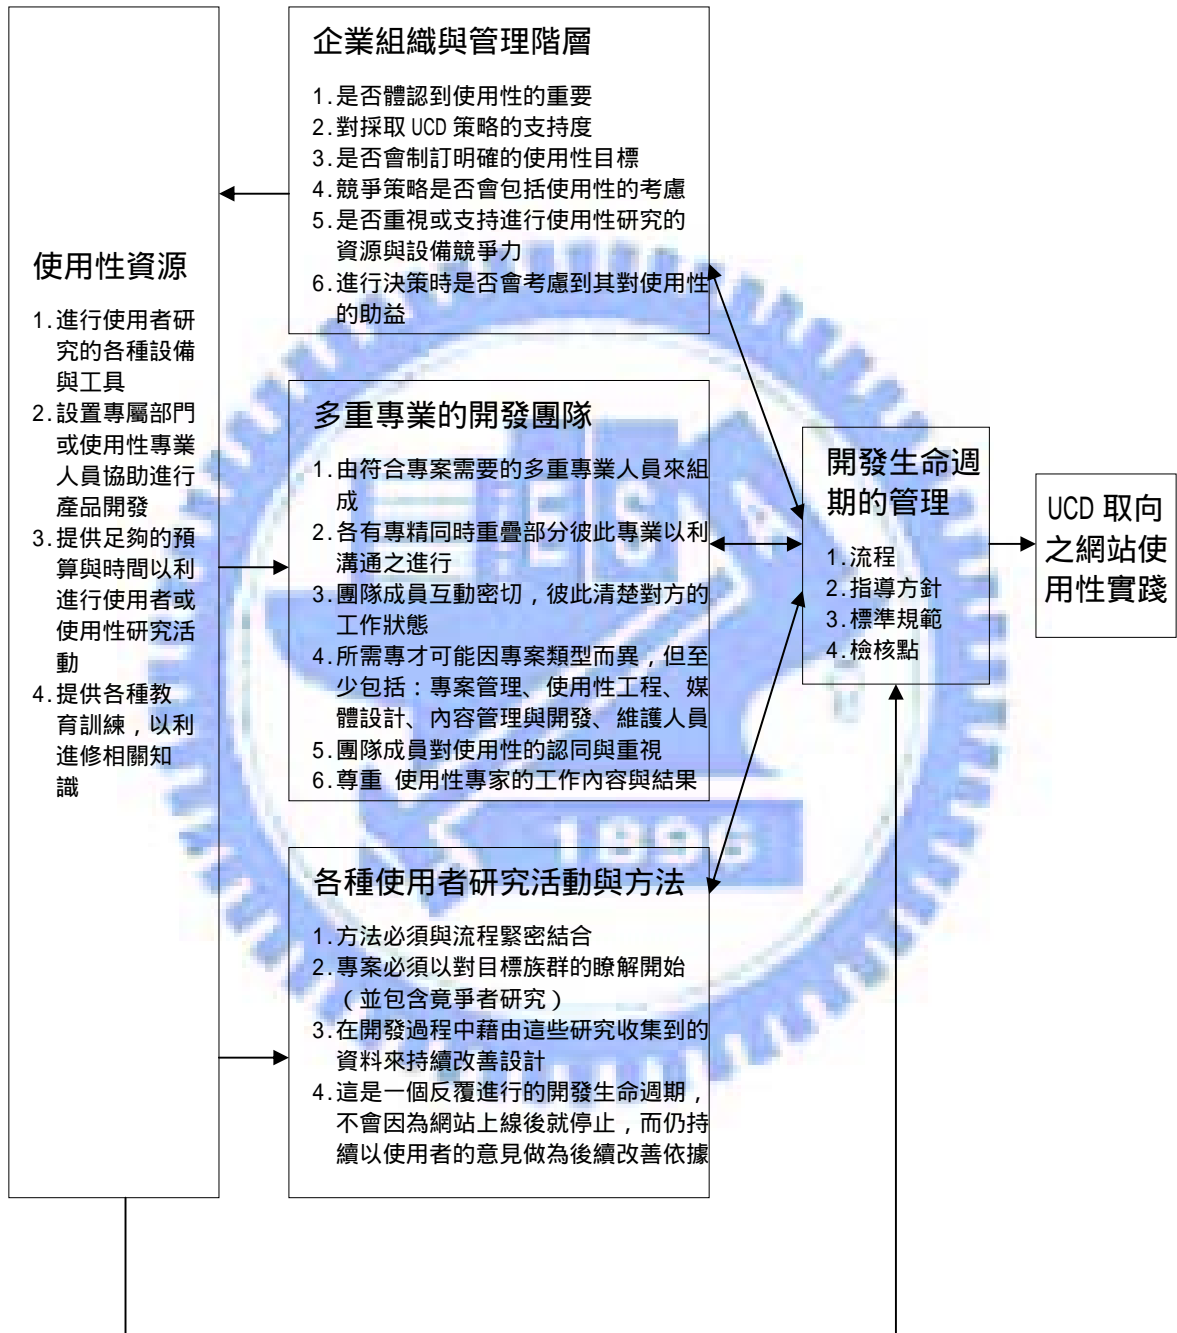 企業組織與管理階層
1.是否體認到使用性的重要
2.對採取 UCD 策略的支持度
3.是否會制訂明確的使用性目標
4.競爭策略是否會包括使用性的考慮
5.是否重視或支持進行使用性研究的
資源與設備競爭力
6.進行決策時是否會考慮到其對使用性
的助益
使用性資源
1.進行使用者研
究的各種設備
與工具
2.設置專屬部門
或使用性專業
人員協助進行
產品開發
3.提供足夠的預
算與時間以利
進行使用者或
使用性研究活
動
4.提供各種教
育訓練，以利
進修相關知
識
多重專業的開發團隊
1.由符合專案需要的多重專業人員來組
成
2.各有專精同時重疊部分彼此專業以利
溝通之進行
3.團隊成員互動密切，彼此清楚對方的
工作狀態
4.所需專才可能因專案類型而異，但至
少包括：專案管理、使用性工程、媒
體設計、內容管理與開發、維護人員
5.團隊成員對使用性的認同與重視
6.尊重 使用性專家的工作內容與結果
各種使用者研究活動與方法
1.方法必須與流程緊密結合
2.專案必須以對目標族群的瞭解開始
（並包含竟爭者研究）
3.在開發過程中藉由這些研究收集到的
資料來持續改善設計
4.這是一個反覆進行的開發生命週期，
不會因為網站上線後就停止，而仍持
續以使用者的意見做為後續改善依據
開發生命週
期的管理
1.流程
2.指導方針
3.標準規範
4.檢核點
UCD 取向
之網站使
用性實踐
ESA
1896